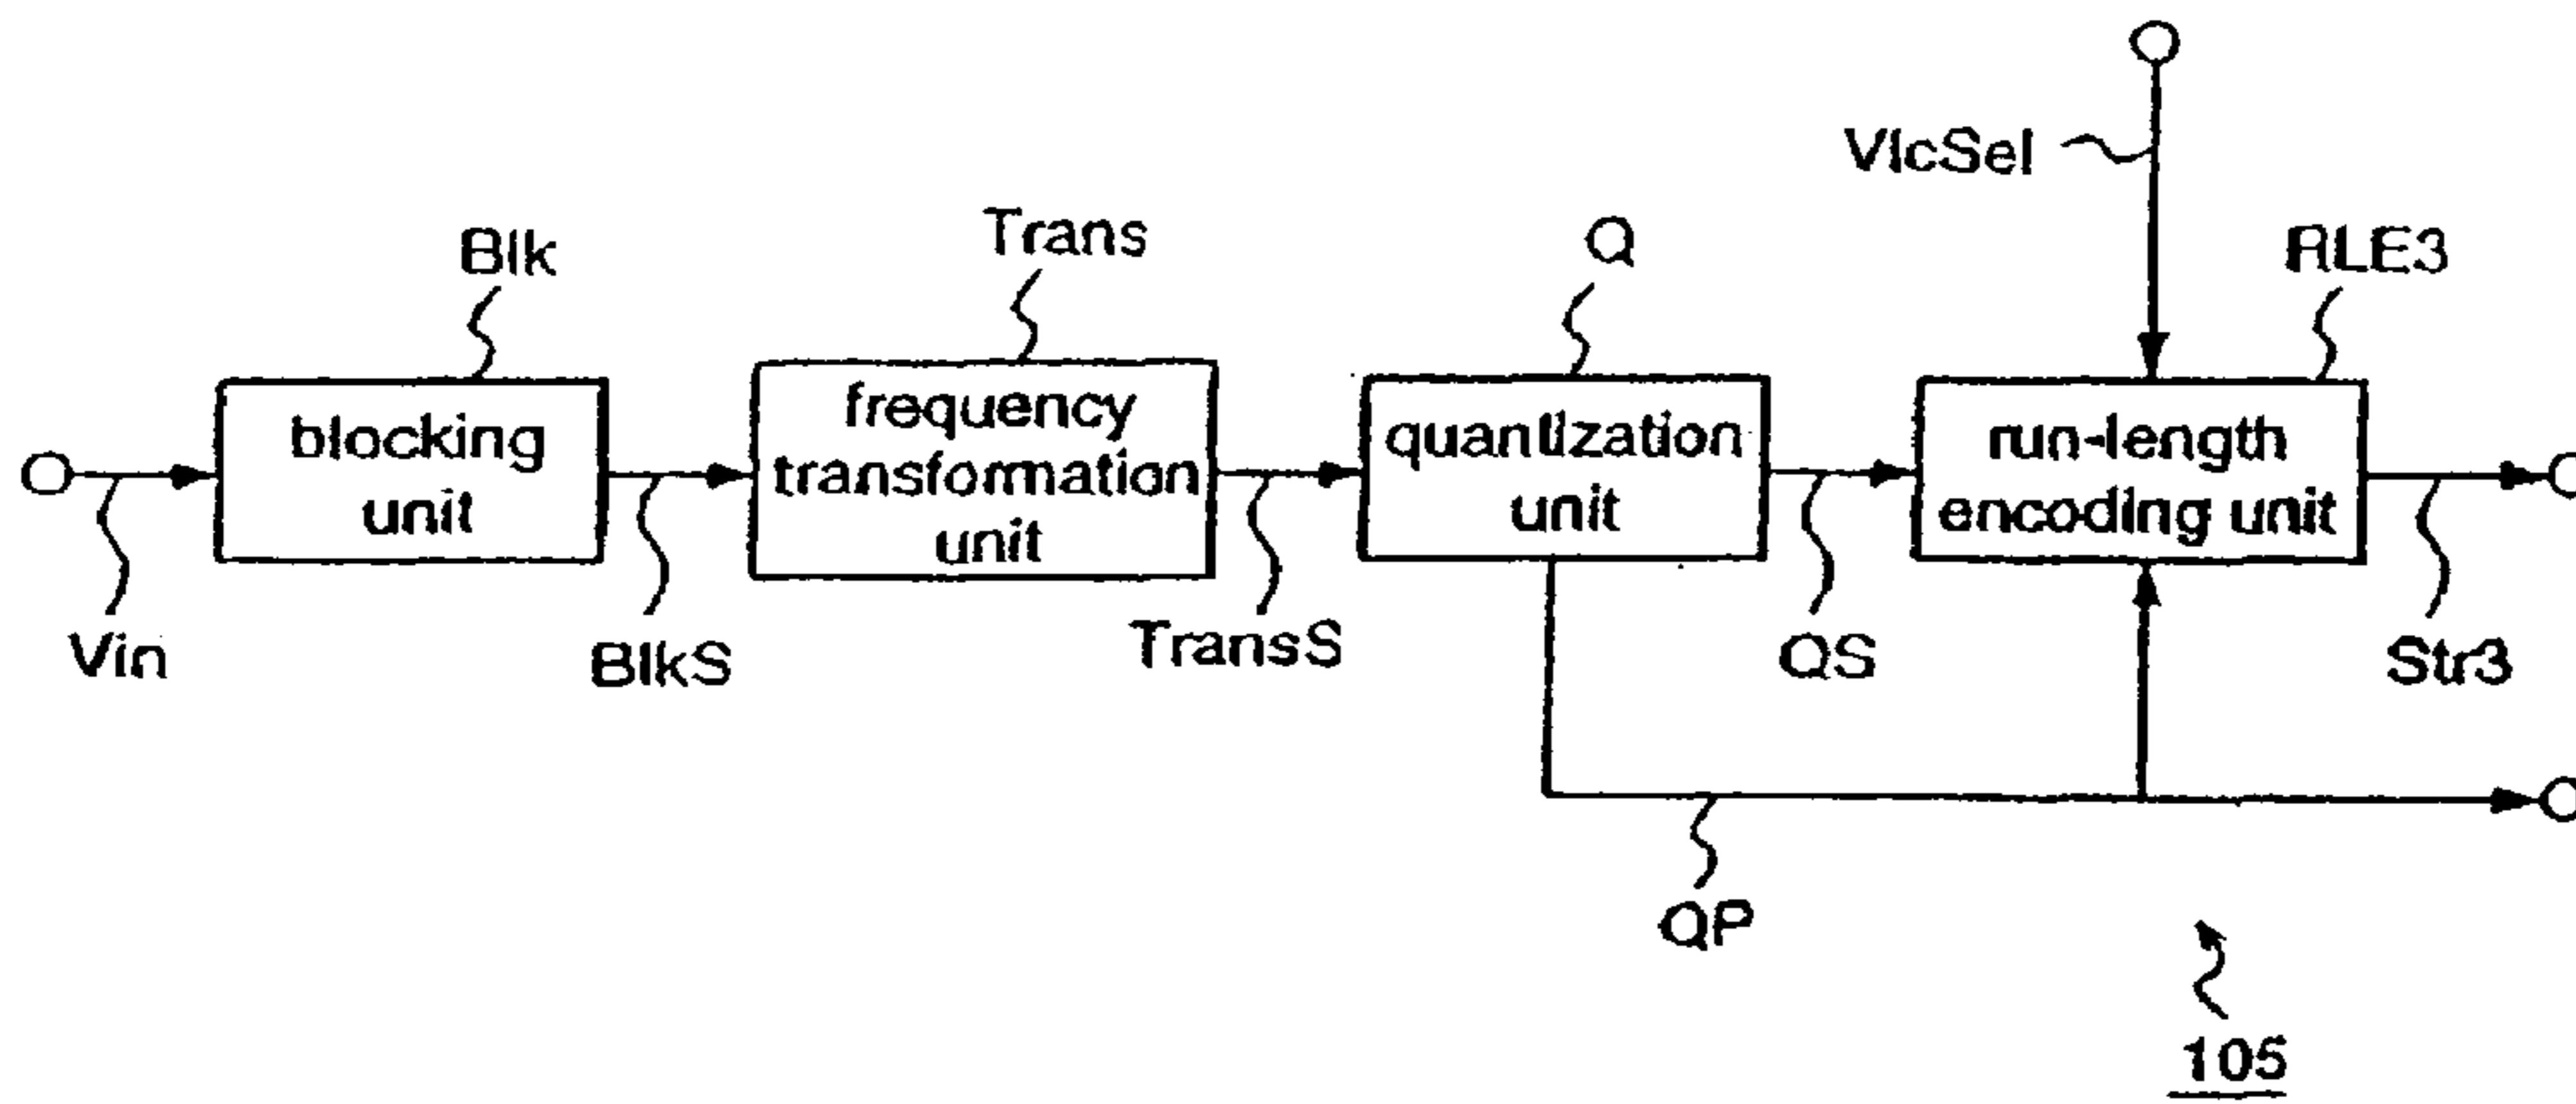 VlcSel
Blk
Trans
Q
RLE3
blocking
unit
frequency
transformation
unit
quantization
unit
run-length
encoding unit
Vin
BlkS
TransS
QS
Str3
QP
105